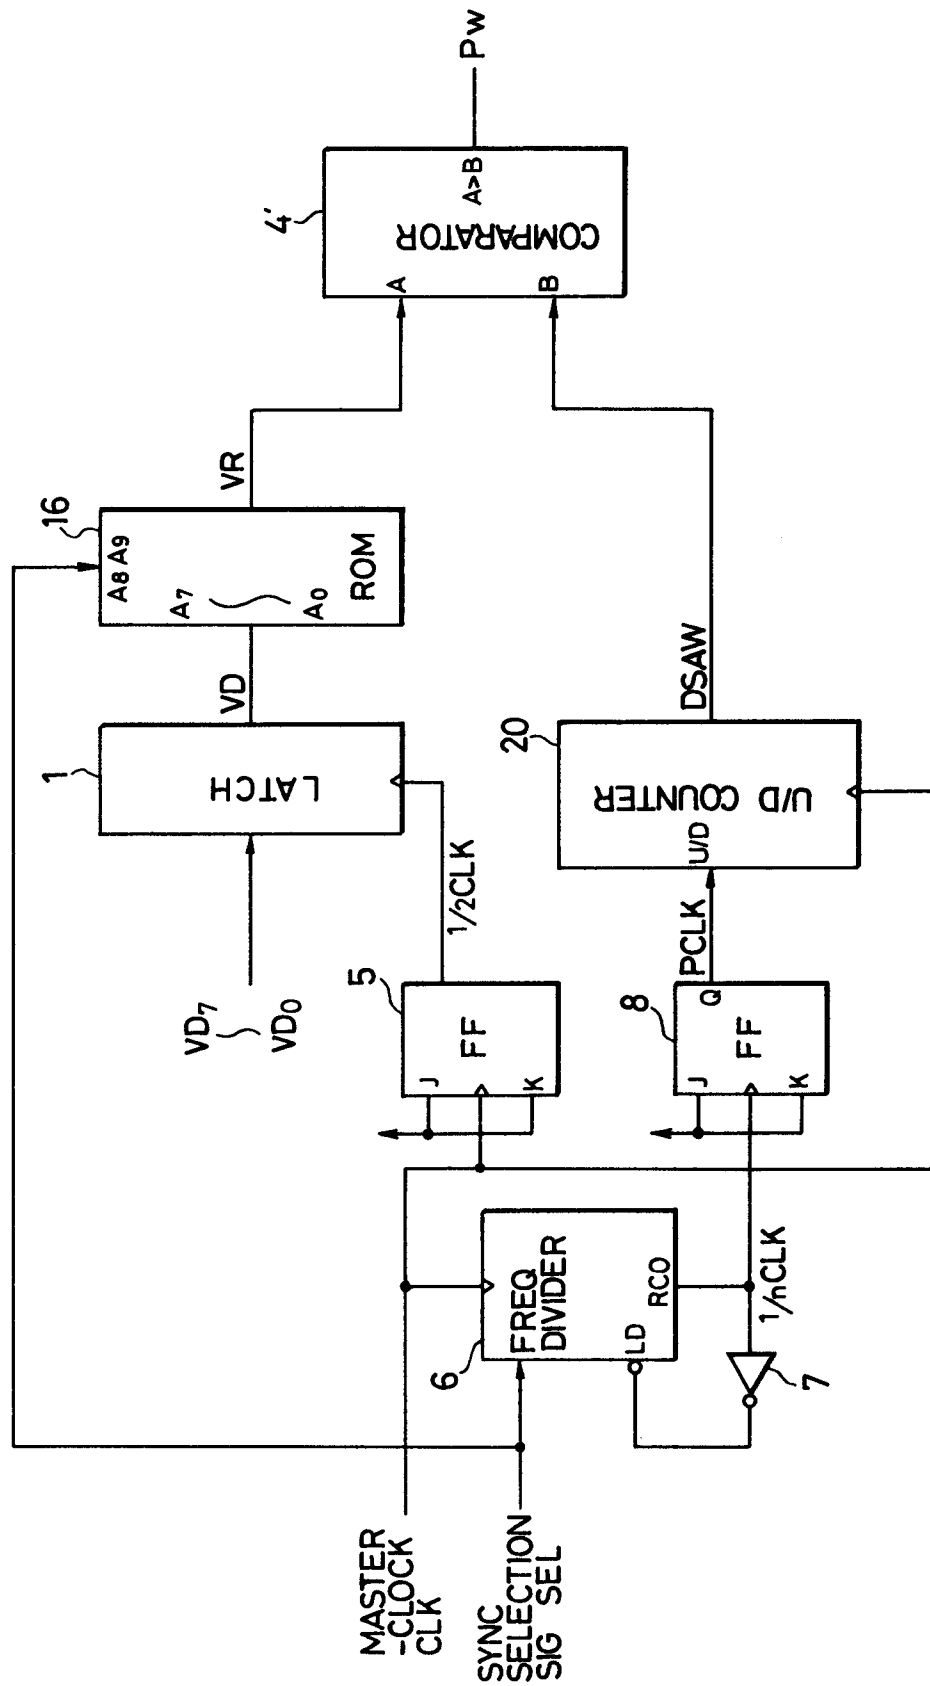 MASTER
-CLOCK
CLK
SYNC
SELECTION
SIG SEL
6
FREQ
DIVIDER
LD
RCO
7
1/nCLK
5
J
FF
K
1/2CLK
8
J
FF
K
Q
PCLK
VD7
VD0
1
LATCH
VD
16
A8 A9
A7
A0
ROM
VR
20
U/D
U/D COUNTER
DSAW
4'
A
B
COMPARATOR
A>B
PW